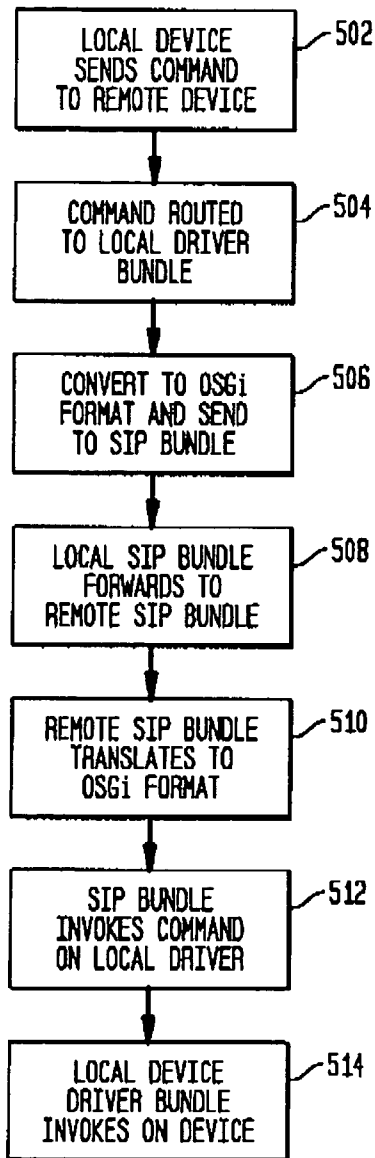 LOCAL DEVICE
SENDS COMMAND
TO REMOTE DEVICE
502
COMMAND ROUTED
TO LOCAL DRIVER
BUNDLE
504
CONVERT TO OSGi
FORMAT AND SEND
TO SIP BUNDLE
506
LOCAL SIP BUNDLE
FORWARDS TO
REMOTE SIP BUNDLE
508
REMOTE SIP BUNDLE
TRANSLATES TO
OSGi FORMAT
510
SIP BUNDLE
INVOKES COMMAND
ON LOCAL DRIVER
512
LOCAL DEVICE
DRIVER BUNDLE
INVOKES ON DEVICE
514